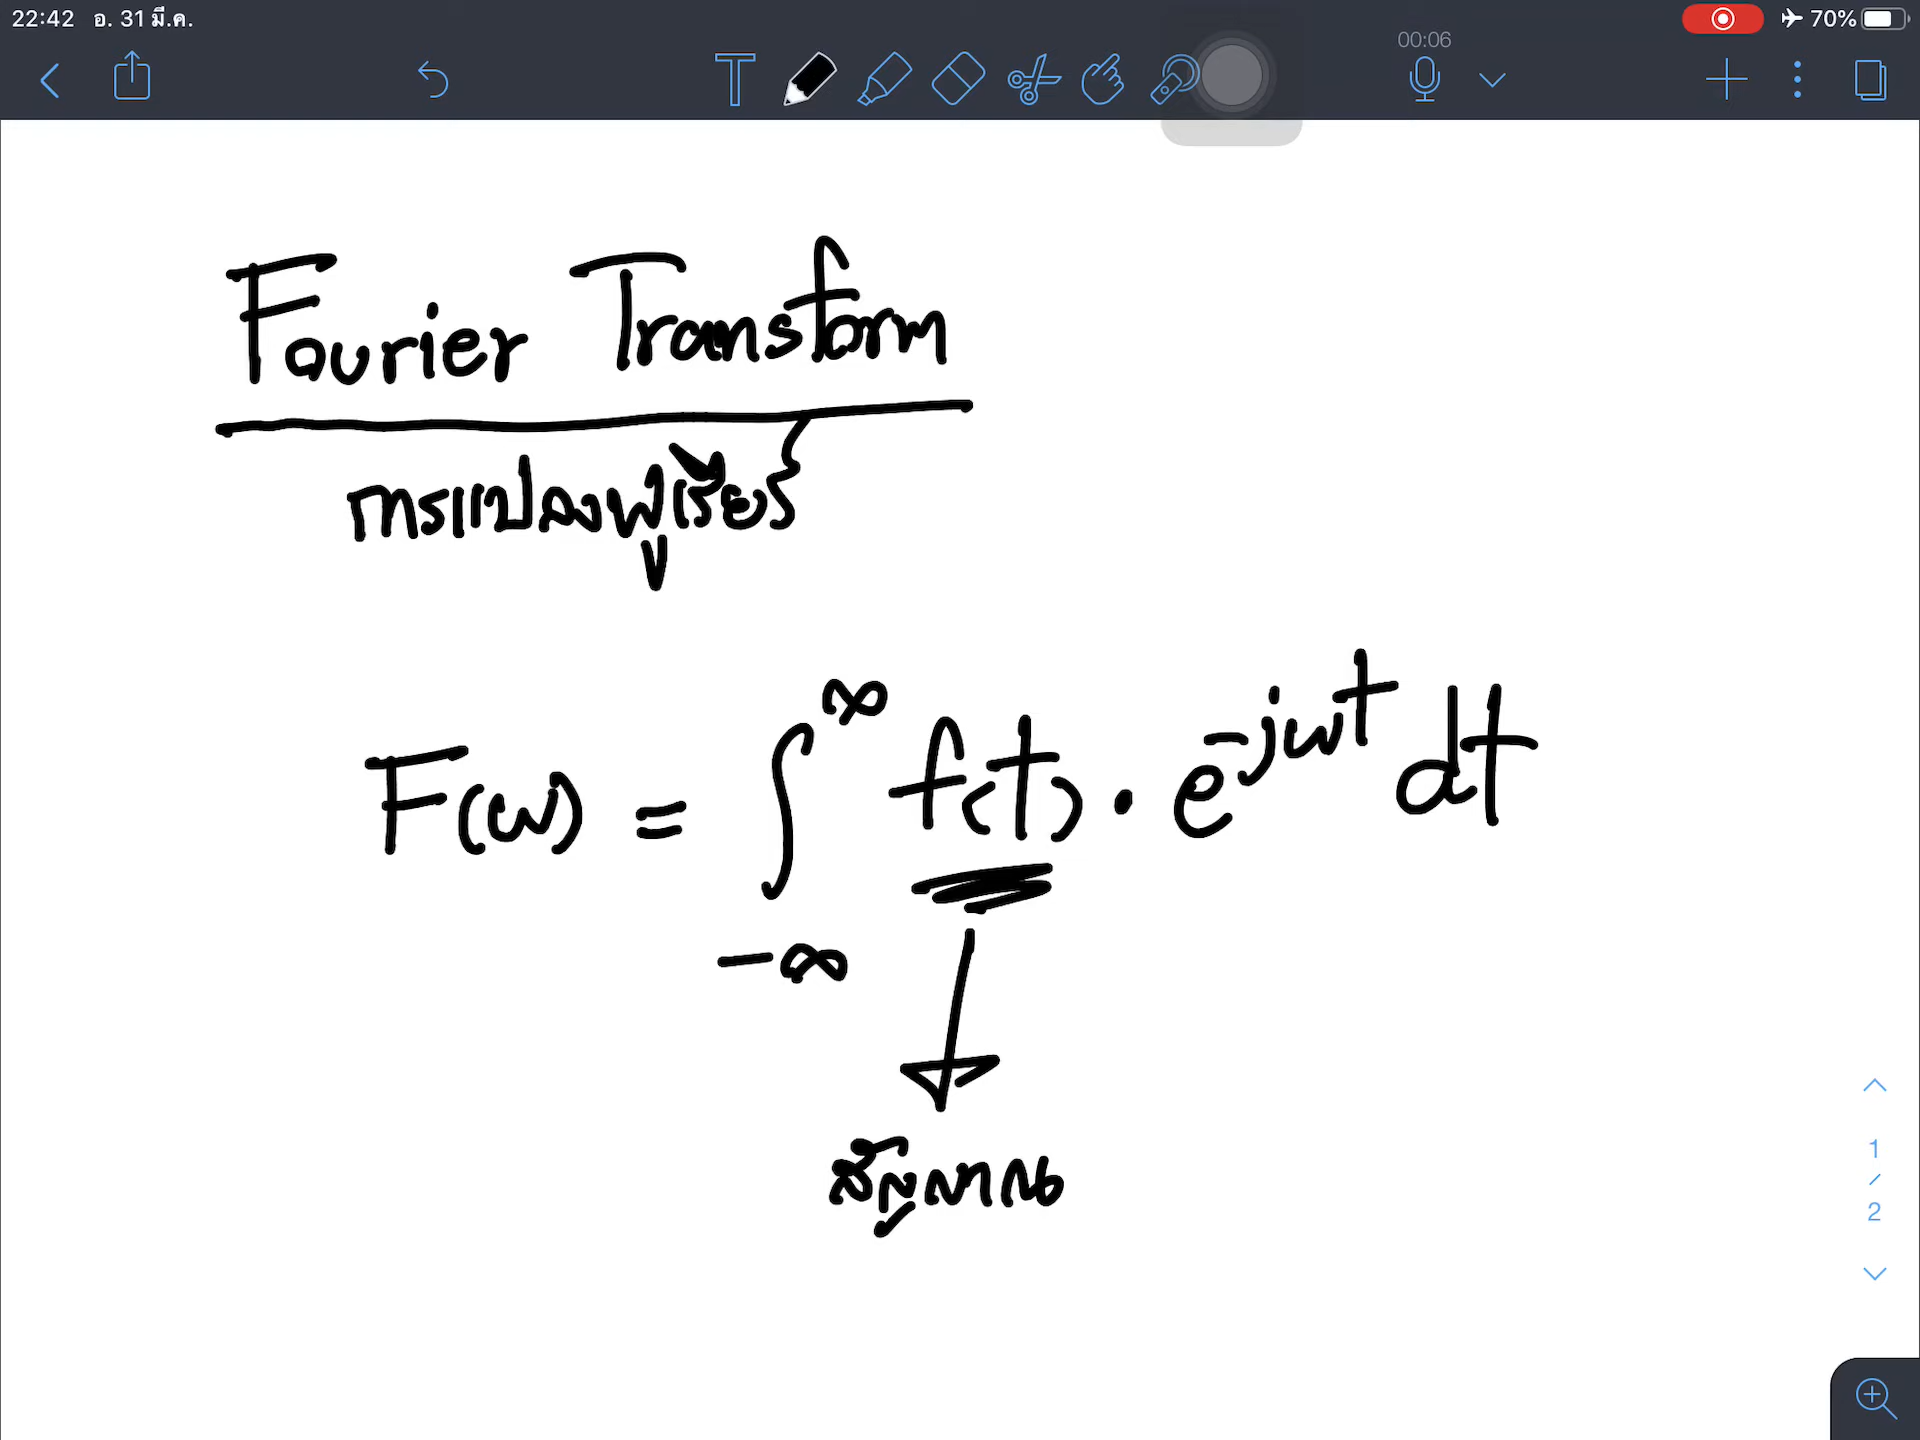 22:42 อ. 31 มี.ค.
70%
00:06
T
Fourier Transform
การแปลงฟูเรียร์
F(ω) = ∫ ∞ -∞ f(t) · e^-jωt dt
สัญญาณ
1
/
2